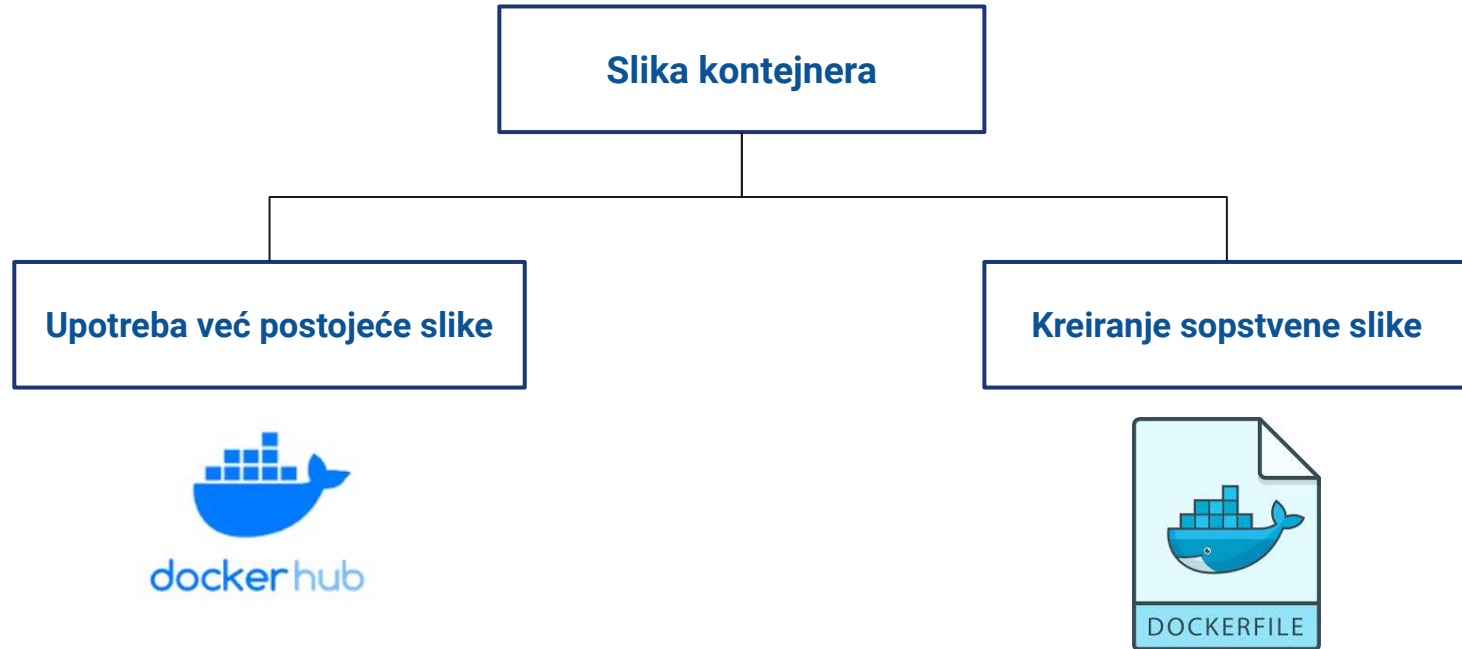 Slika kontejnera
Upotreba već postojeće slike
Kreiranje sopstvene slike
dockerhub
DOCKERFILE